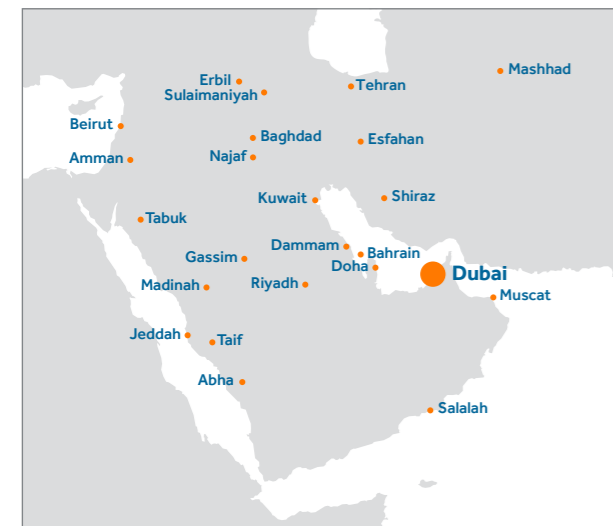 Mashhad
Erbil
Tehran
Sulaimaniyah
Beirut
Baghdad
Esfahan
Amman
Najaf
Kuwait
Shiraz
Tabuk
Dammam
Bahrain
Gassim
Doha
Dubai
Madinah
Riyadh
Muscat
Jeddah
Taif
Abha
Salalah